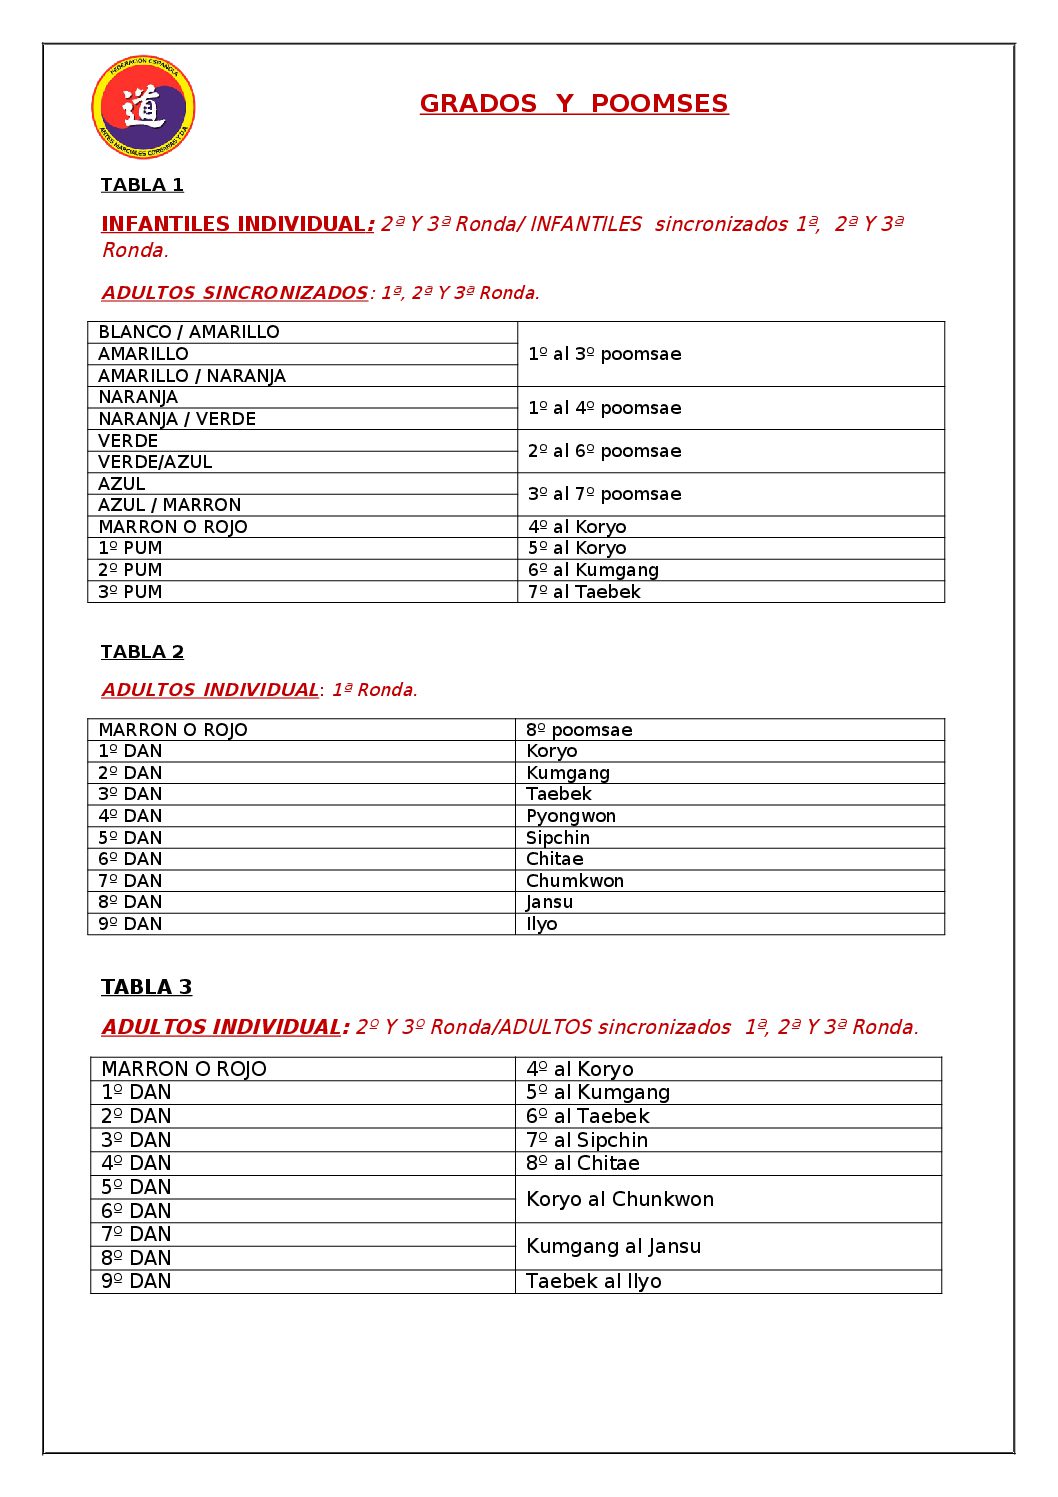 FEDERACIÓN ESPAÑOLA
道
ARTES MARCIALES COREANAS Y D.A
GRADOS Y POOMSES
TABLA 1
INFANTILES INDIVIDUAL: 2ª Y 3ª Ronda/ INFANTILES sincronizados 1ª, 2ª Y 3ª
Ronda.
ADULTOS SINCRONIZADOS: 1ª, 2ª Y 3ª Ronda.
BLANCO / AMARILLO
AMARILLO
AMARILLO / NARANJA
1º al 3º poomsae
NARANJA
NARANJA / VERDE
1º al 4º poomsae
VERDE
VERDE/AZUL
2º al 6º poomsae
AZUL
AZUL / MARRON
3º al 7º poomsae
MARRON O ROJO 4º al Koryo
1º PUM 5º al Koryo
2º PUM 6º al Kumgang
3º PUM 7º al Taebek
TABLA 2
ADULTOS INDIVIDUAL: 1ª Ronda.
MARRON O ROJO 8º poomsae
1º DAN Koryo
2º DAN Kumgang
3º DAN Taebek
4º DAN Pyongwon
5º DAN Sipchin
6º DAN Chitae
7º DAN Chumkwon
8º DAN Jansu
9º DAN Ilyo
TABLA 3
ADULTOS INDIVIDUAL: 2º Y 3º Ronda/ADULTOS sincronizados 1ª, 2ª Y 3ª Ronda.
MARRON O ROJO 4º al Koryo
1º DAN 5º al Kumgang
2º DAN 6º al Taebek
3º DAN 7º al Sipchin
4º DAN 8º al Chitae
5º DAN
6º DAN
Koryo al Chunkwon
7º DAN
8º DAN
Kumgang al Jansu
9º DAN Taebek al Ilyo